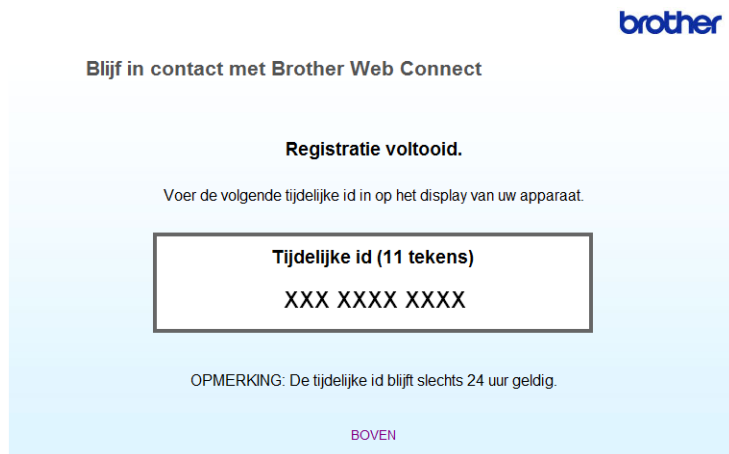 brother
Blijf in contact met Brother Web Connect
Registratie voltooid.
Voer de volgende tijdelijke id in op het display van uw apparaat.
Tijdelijke id (11 tekens)
XXX XXXX XXXX
OPMERKING: De tijdelijke id blijft slechts 24 uur geldig.
BOVEN